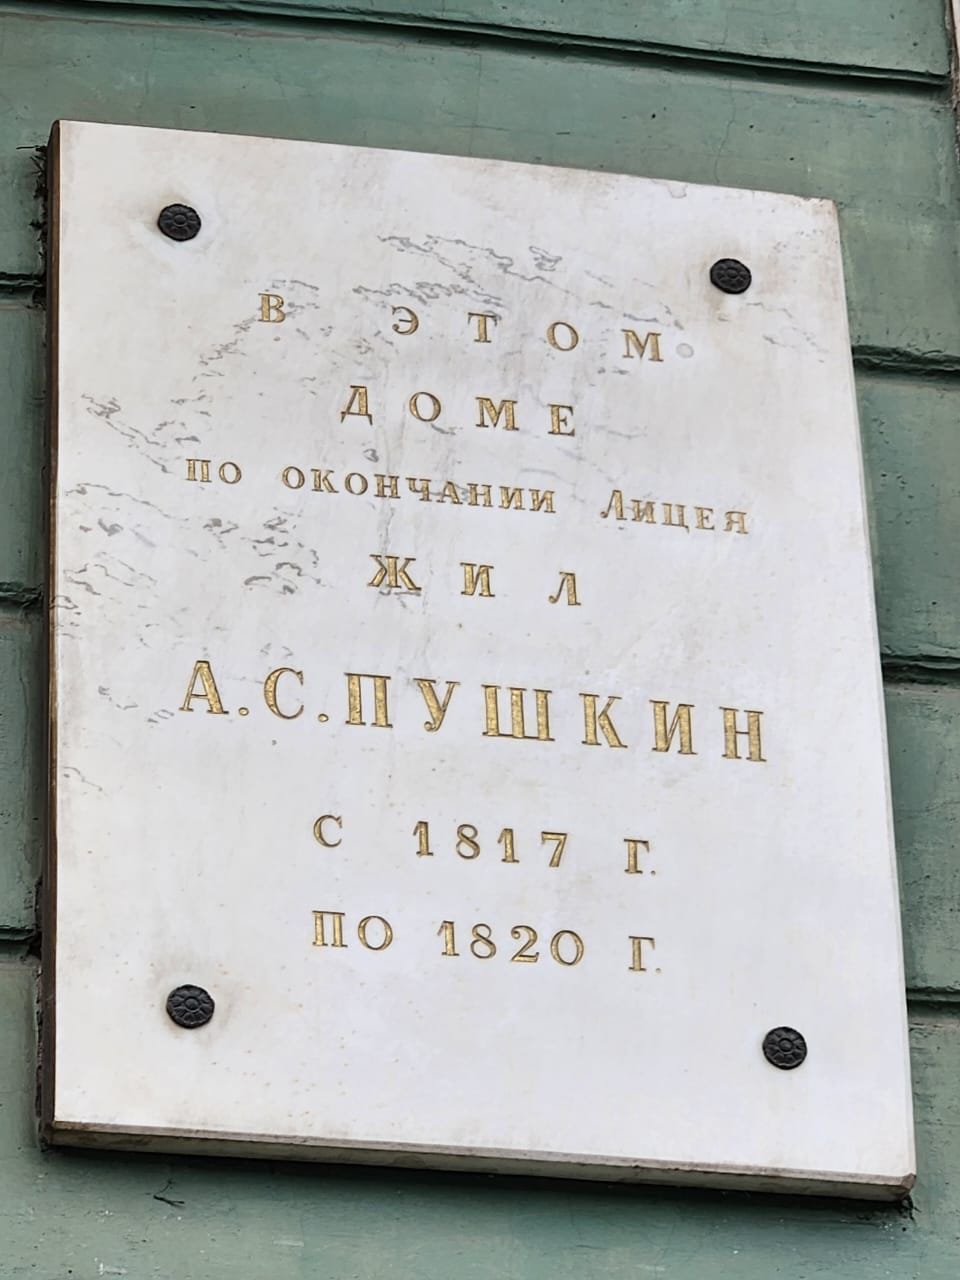 В ЭТОМ
ДОМЕ
ПО ОКОНЧАНИИ ЛИЦЕЯ
ЖИЛ
А.С.ПУШКИН
С 1817 Г.
ПО 1820 Г.